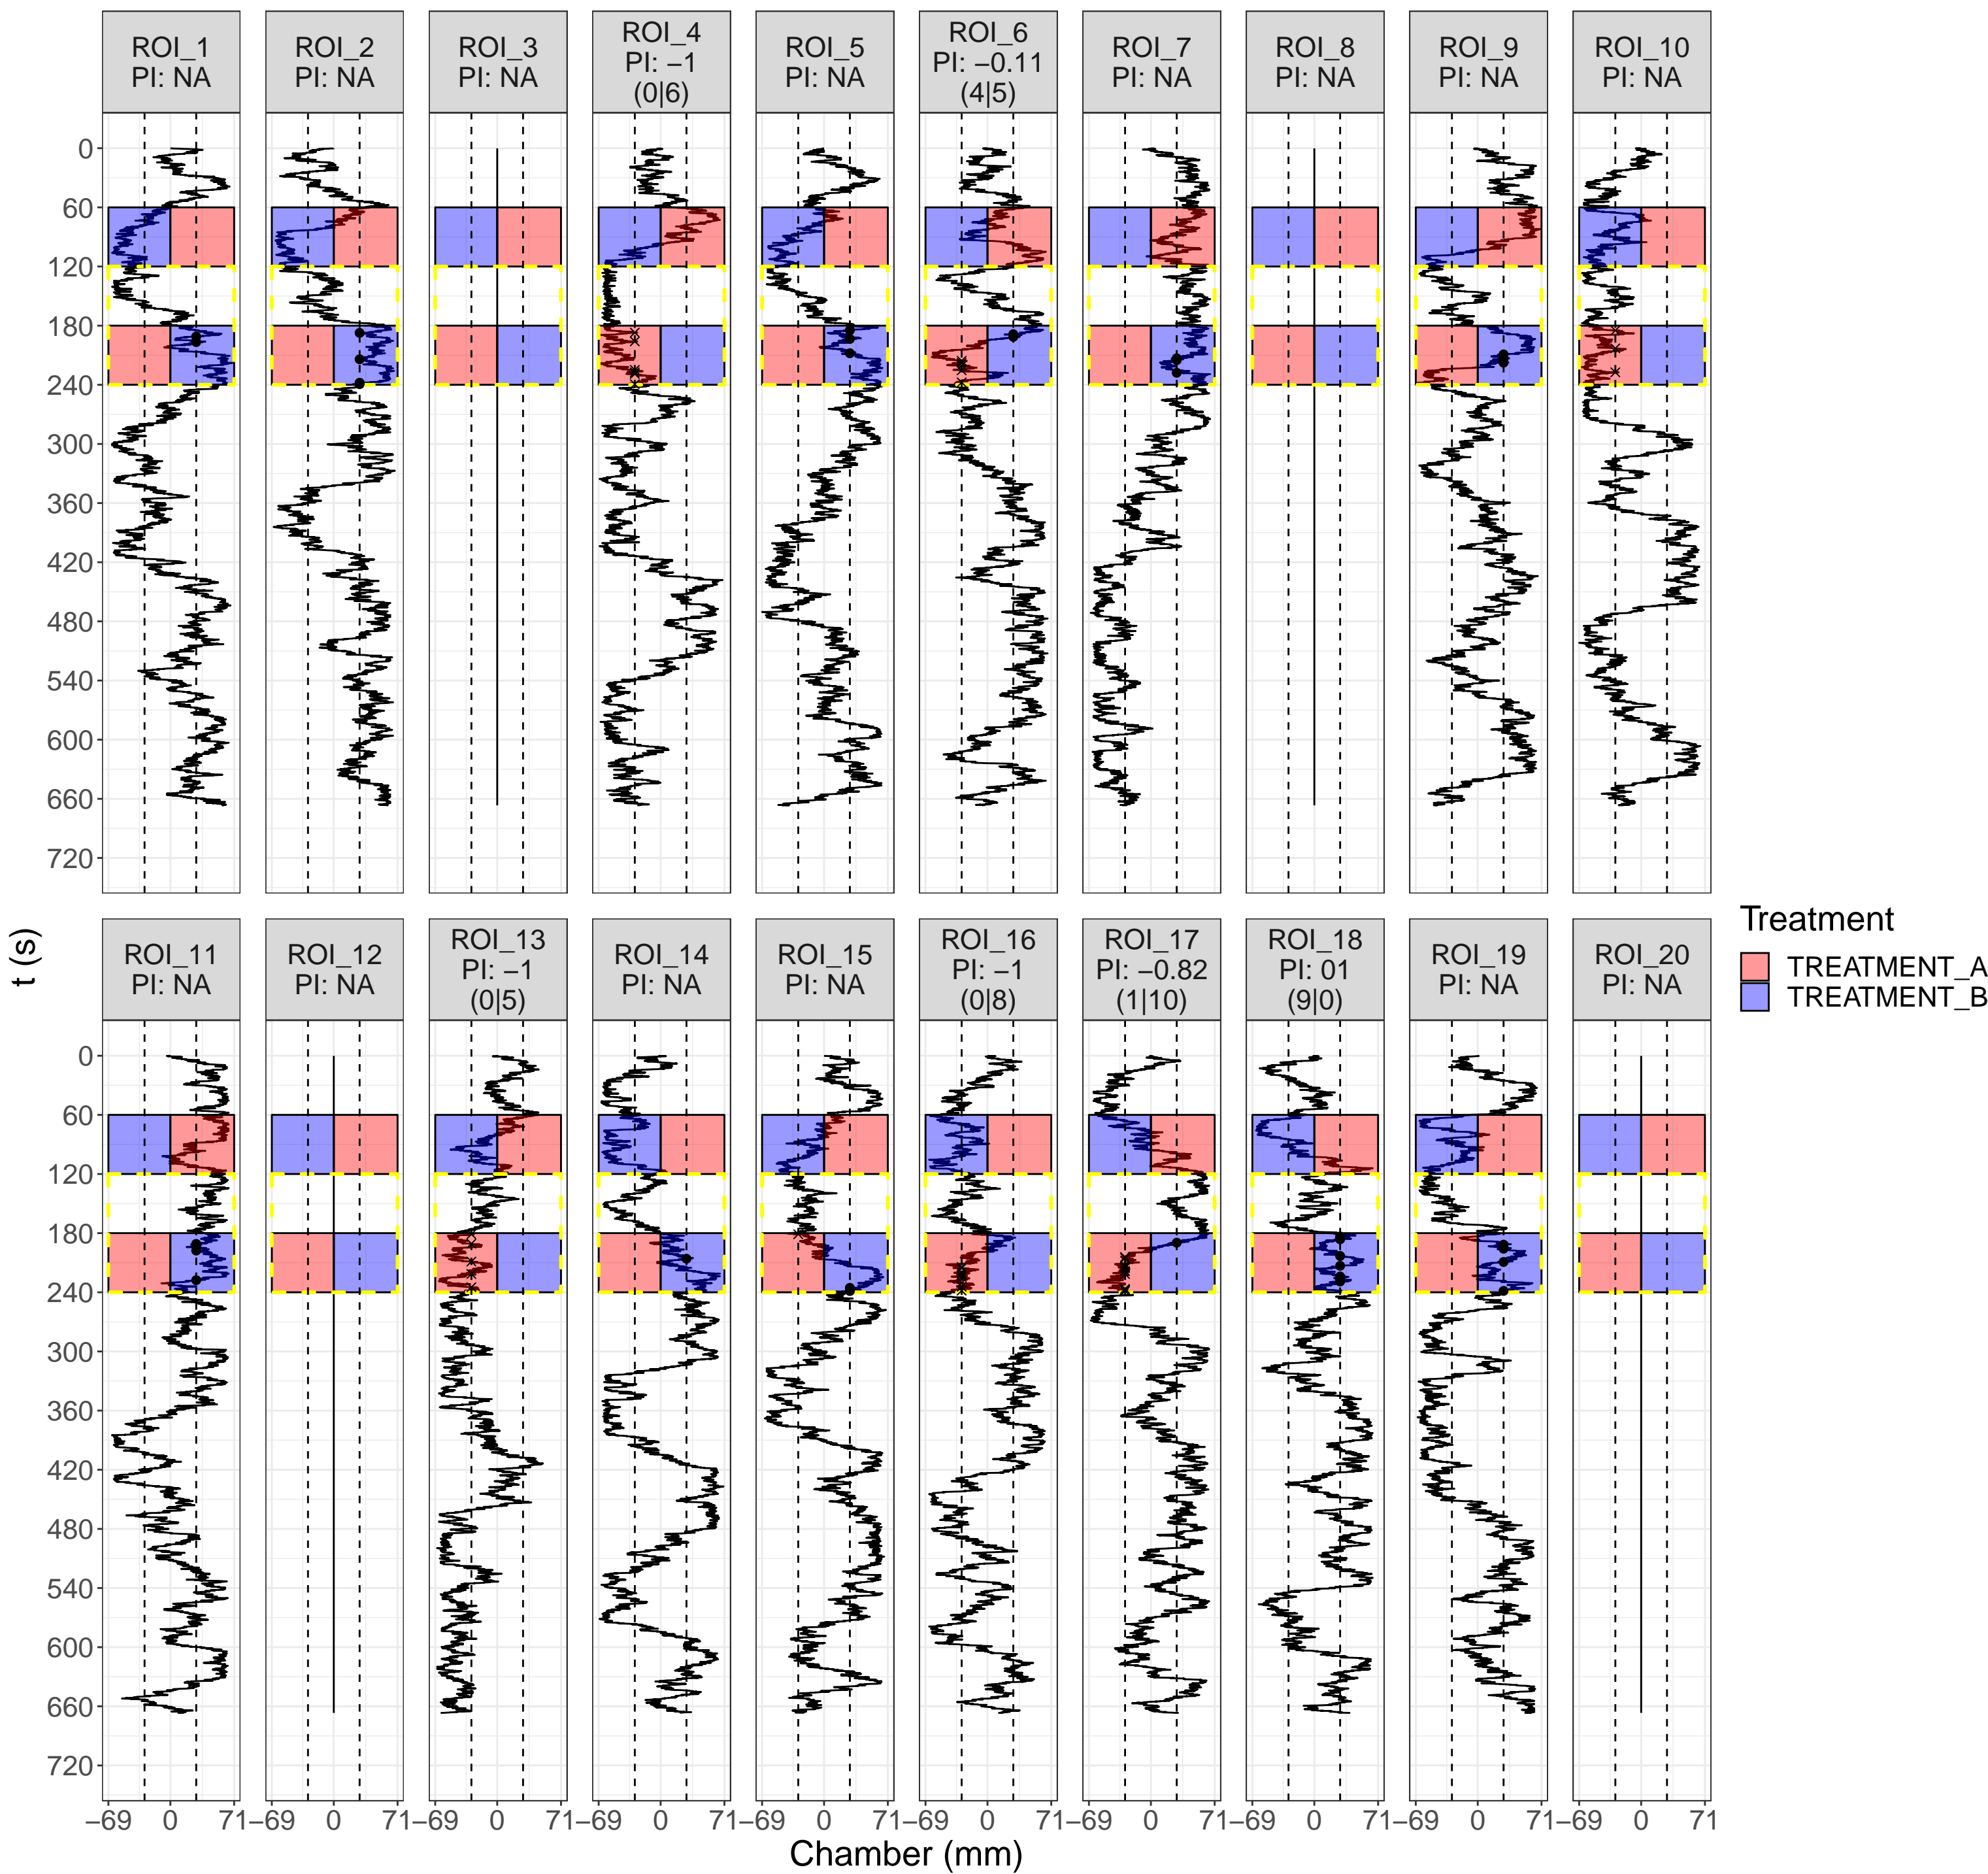 ROI_1
PI: NA
ROI_2
PI: NA
ROI_3
PI: NA
ROI_4
PI: −1
(0|6)
ROI_5
PI: NA
ROI_6
PI: −0.11
(4|5)
ROI_7
PI: NA
ROI_8
PI: NA
ROI_9
PI: NA
ROI_10
PI: NA
0
60
120
180
240
300
360
420
480
540
600
660
720
ROI_11
PI: NA
ROI_12
PI: NA
ROI_13
PI: −1
(0|5)
ROI_14
PI: NA
ROI_15
PI: NA
ROI_16
PI: −1
(0|8)
ROI_17
PI: −0.82
(1|10)
ROI_18
PI: 01
(9|0)
ROI_19
PI: NA
ROI_20
PI: NA
0
60
120
180
240
300
360
420
480
540
600
660
720
−69 0 71
−69 0 71
−69 0 71
−69 0 71
−69 0 71
−69 0 71
−69 0 71
−69 0 71
−69 0 71
−69 0 71
Chamber (mm)
t (s)
Treatment
TREATMENT_A
TREATMENT_B